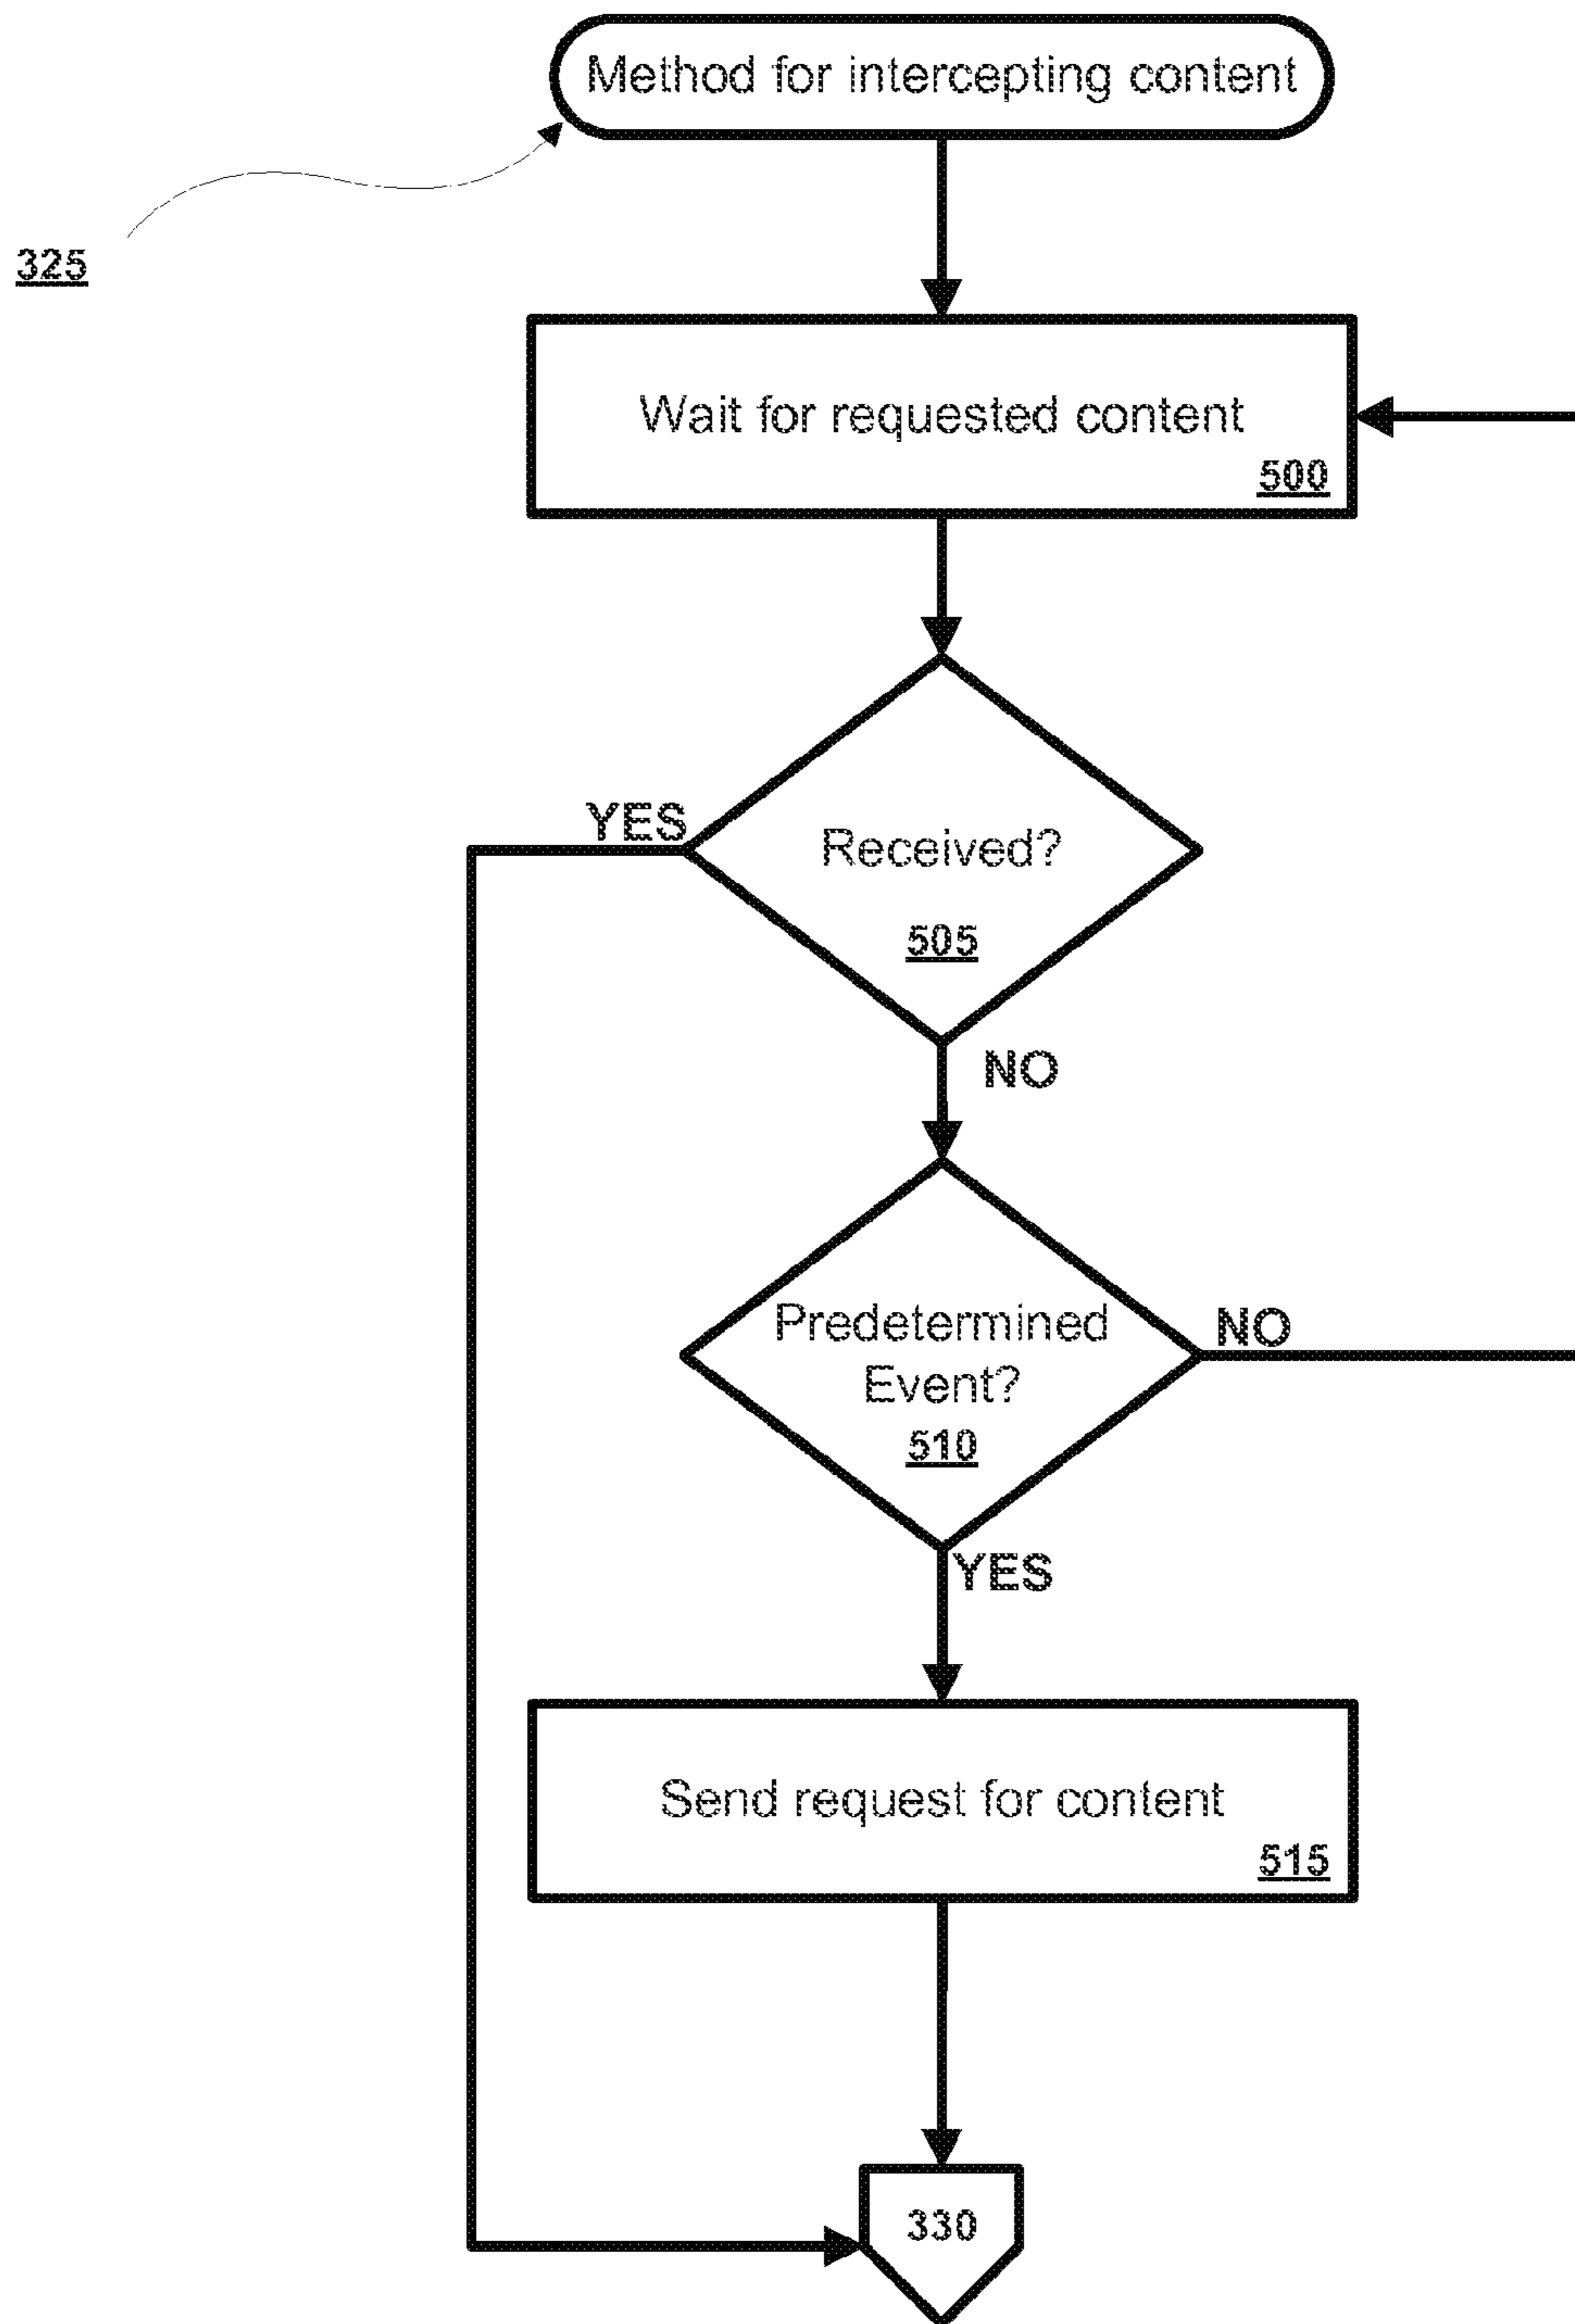 Method for intercepting content
325
Wait for requested content
500
YES
Received?
505
NO
Predetermined
Event?
NO
510
YES
Send request for content
515
330